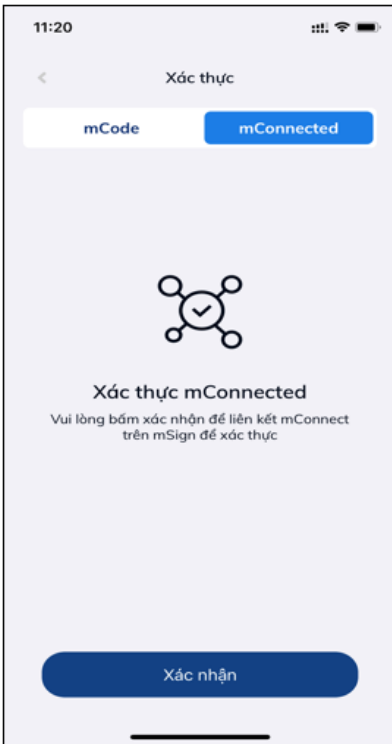 11:20
Xác thực
mCode
mConnected
Xác thực mConnected
Vui lòng bấm xác nhận để liên kết mConnect
trên mSign để xác thực
Xác nhận